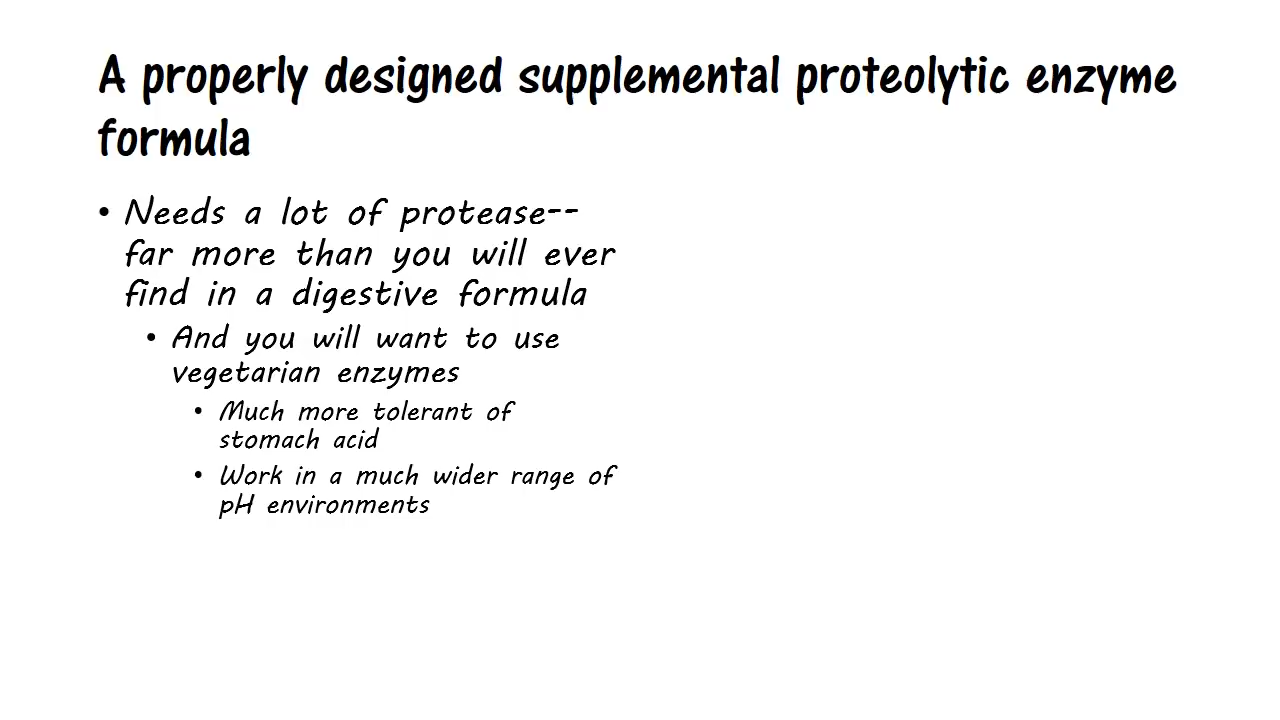 A properly designed supplemental proteolytic enzyme
formula
• Needs a lot of protease--
far more than you will ever
find in a digestive formula
• And you will want to use
vegetarian enzymes
• Much more tolerant of
stomach acid
• Work in a much wider range of
pH environments